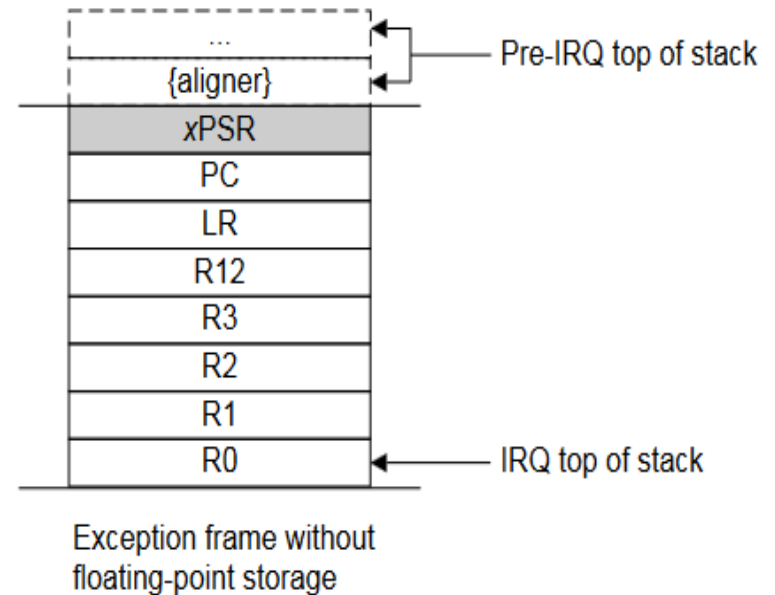 ...
Pre-IRQ top of stack
{aligner}
xPSR
PC
LR
R12
R3
R2
R1
R0
IRQ top of stack
Exception frame without
floating-point storage